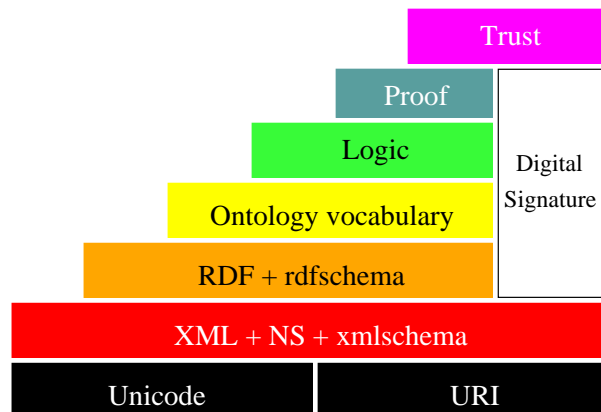 Trust
Proof
Logic
Digital
Signature
Ontology vocabulary
RDF + rdfschema
XML + NS + xmlschema
Unicode
URI